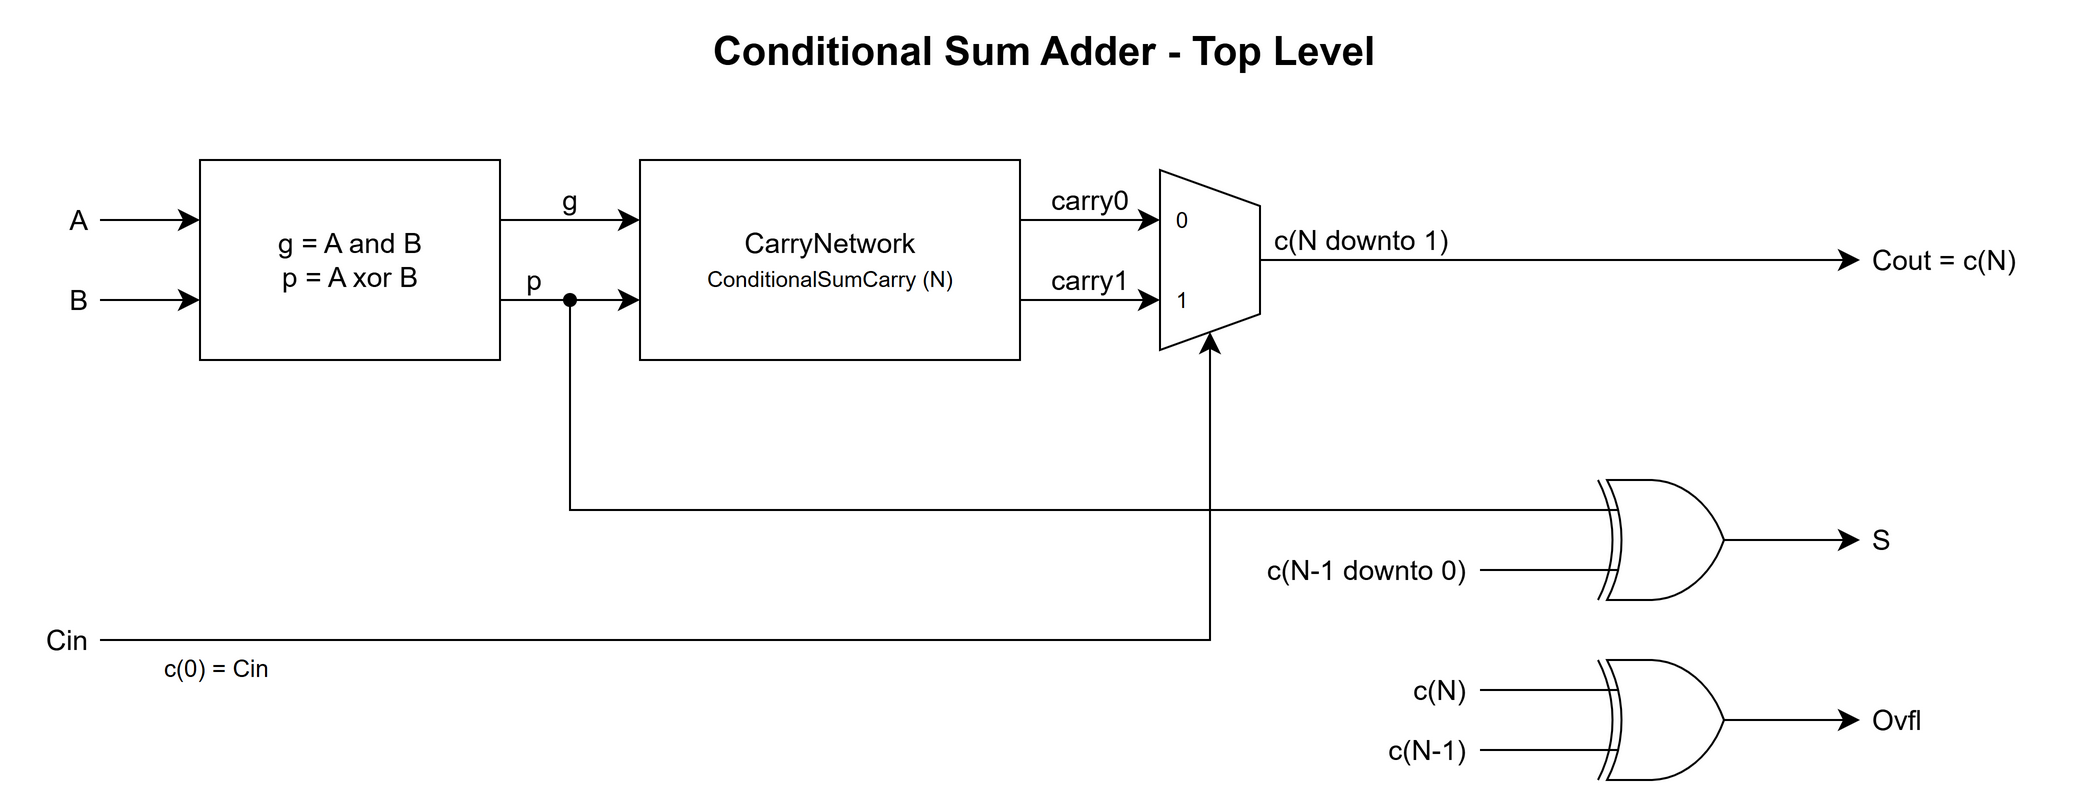 Conditional Sum Adder - Top Level
A
B
g = A and B
p = A xor B
g
p
CarryNetwork
ConditionalSumCarry (N)
carry0
carry1
0
1
c(N downto 1)
Cout = c(N)
c(N-1 downto 0)
S
Cin
c(0) = Cin
c(N)
c(N-1)
Ovfl